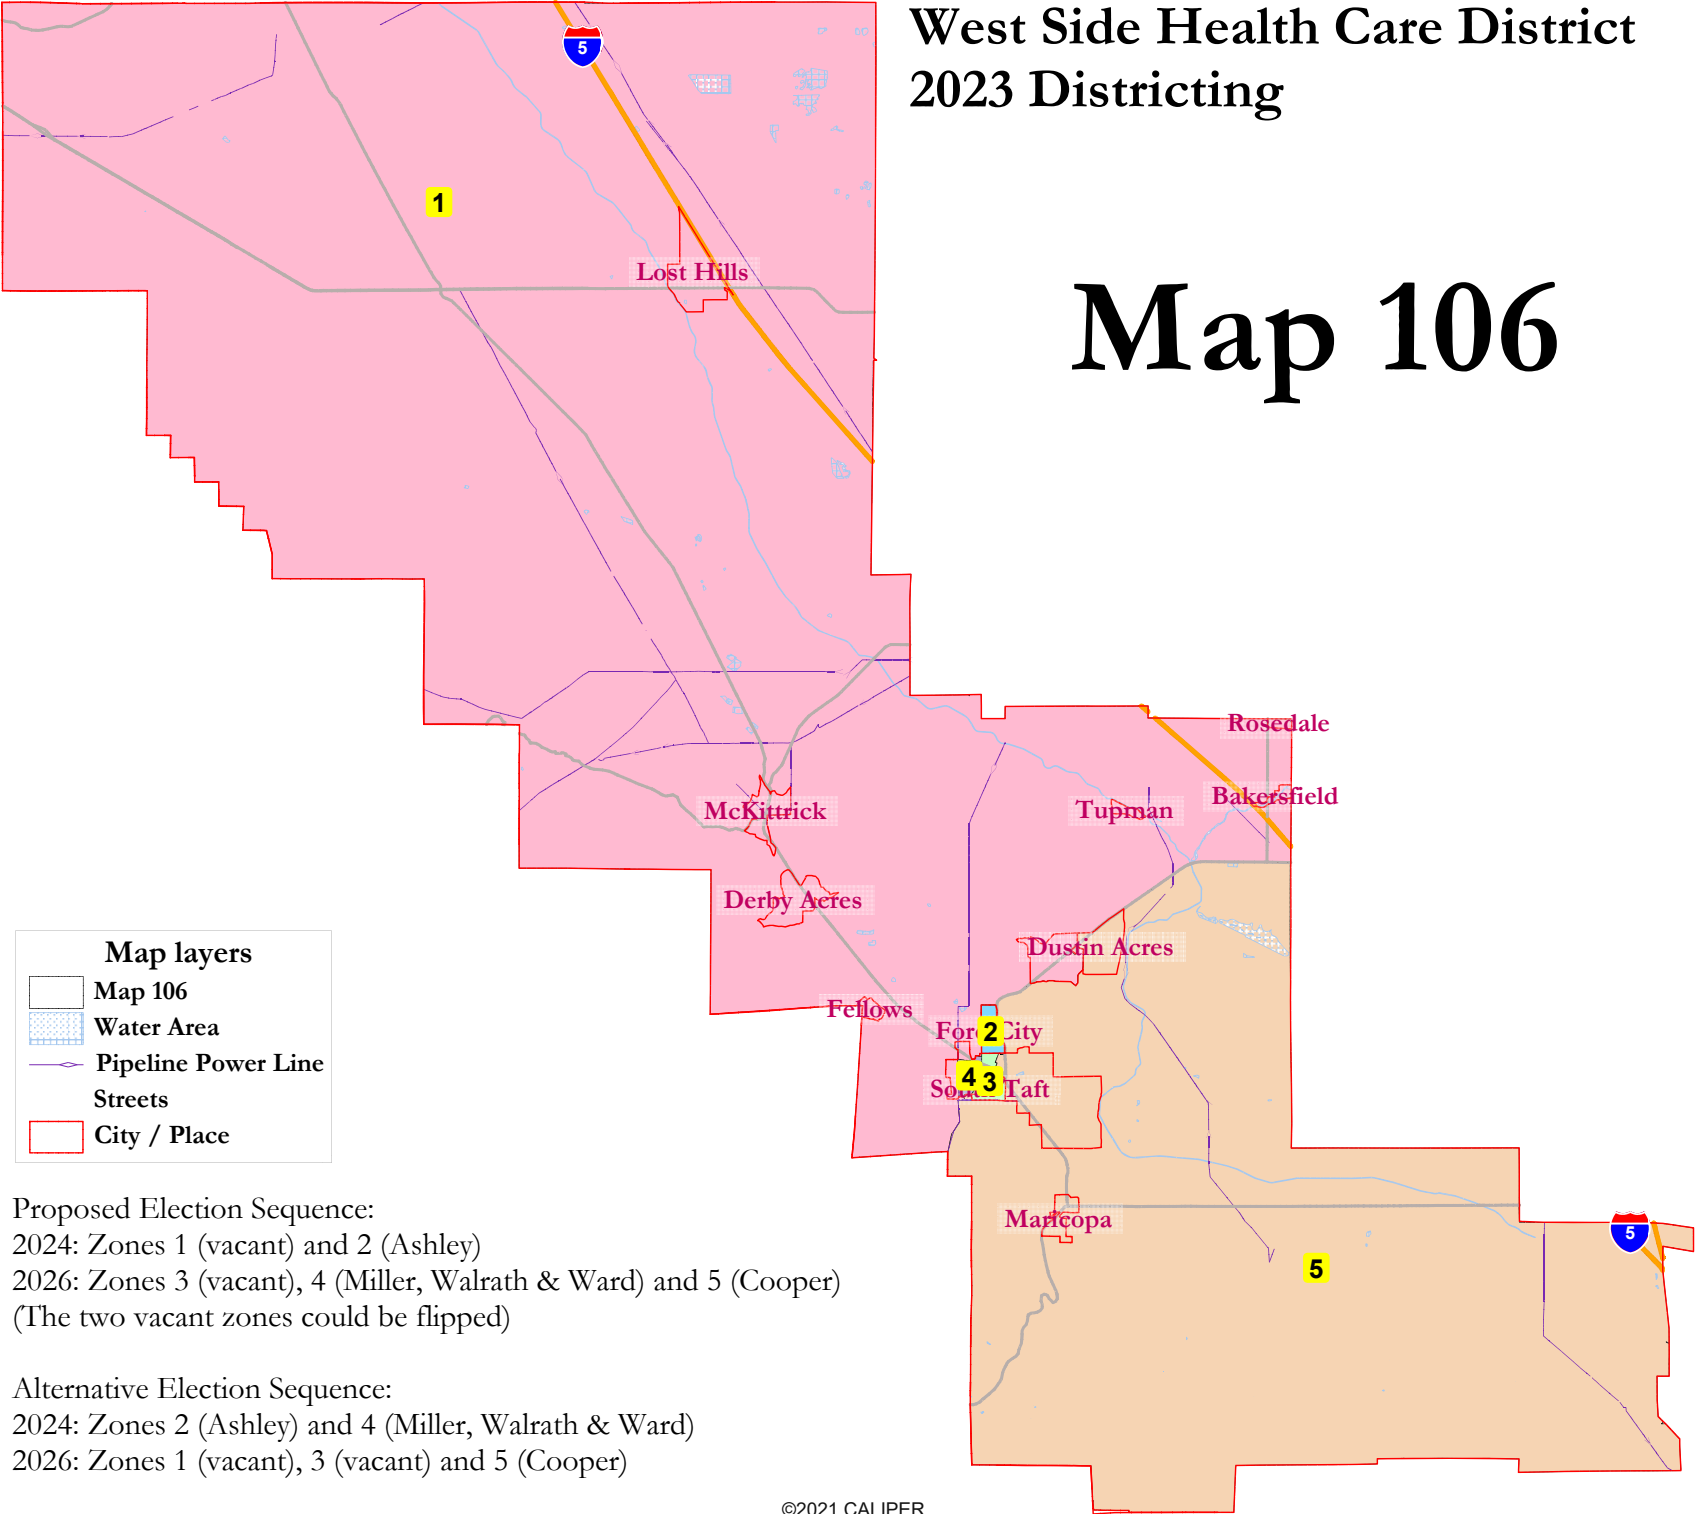 West Side Health Care District
2023 Districting
Map 106
5
1
Lost Hills
Rosedale
Bakersfield
Tupman
McKittrick
Derby Acres
Dustin Acres
Fellows
Ford City
2
4
3
South Taft
Maricopa
5
5
Map layers
Map 106
Water Area
Pipeline Power Line
Streets
City / Place
Proposed Election Sequence:
2024: Zones 1 (vacant) and 2 (Ashley)
2026: Zones 3 (vacant), 4 (Miller, Walrath & Ward) and 5 (Cooper)
(The two vacant zones could be flipped)
Alternative Election Sequence:
2024: Zones 2 (Ashley) and 4 (Miller, Walrath & Ward)
2026: Zones 1 (vacant), 3 (vacant) and 5 (Cooper)
©2021 CALIPER